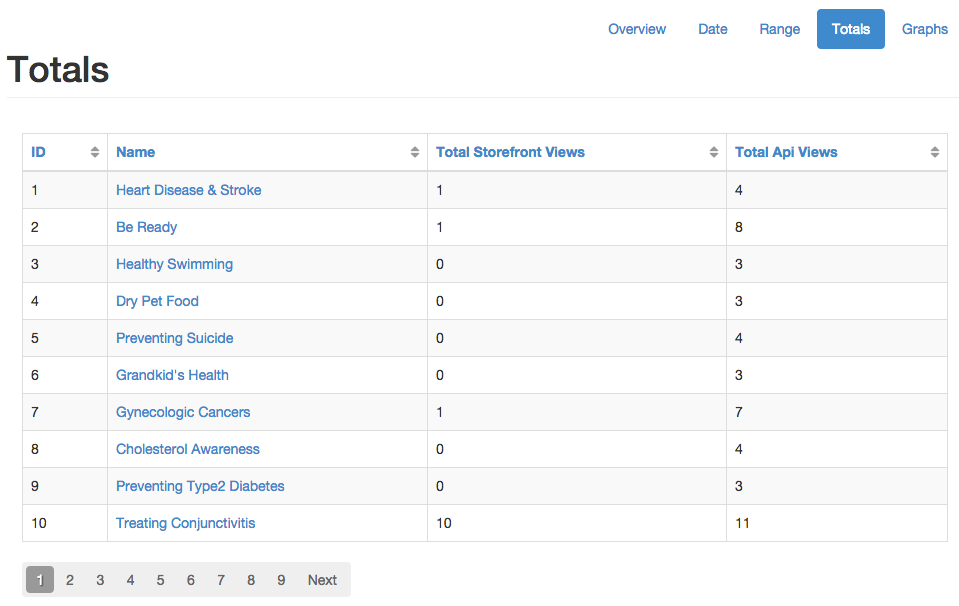 Overview Date Range Totals Graphs
Totals
ID Name Total Storefront Views Total Api Views
1 Heart Disease & Stroke 1 4
2 Be Ready 1 8
3 Healthy Swimming 0 3
4 Dry Pet Food 0 3
5 Preventing Suicide 0 4
6 Grandkid's Health 0 3
7 Gynecologic Cancers 1 7
8 Cholesterol Awareness 0 4
9 Preventing Type2 Diabetes 0 3
10 Treating Conjunctivitis 10 11
1 2 3 4 5 6 7 8 9 Next